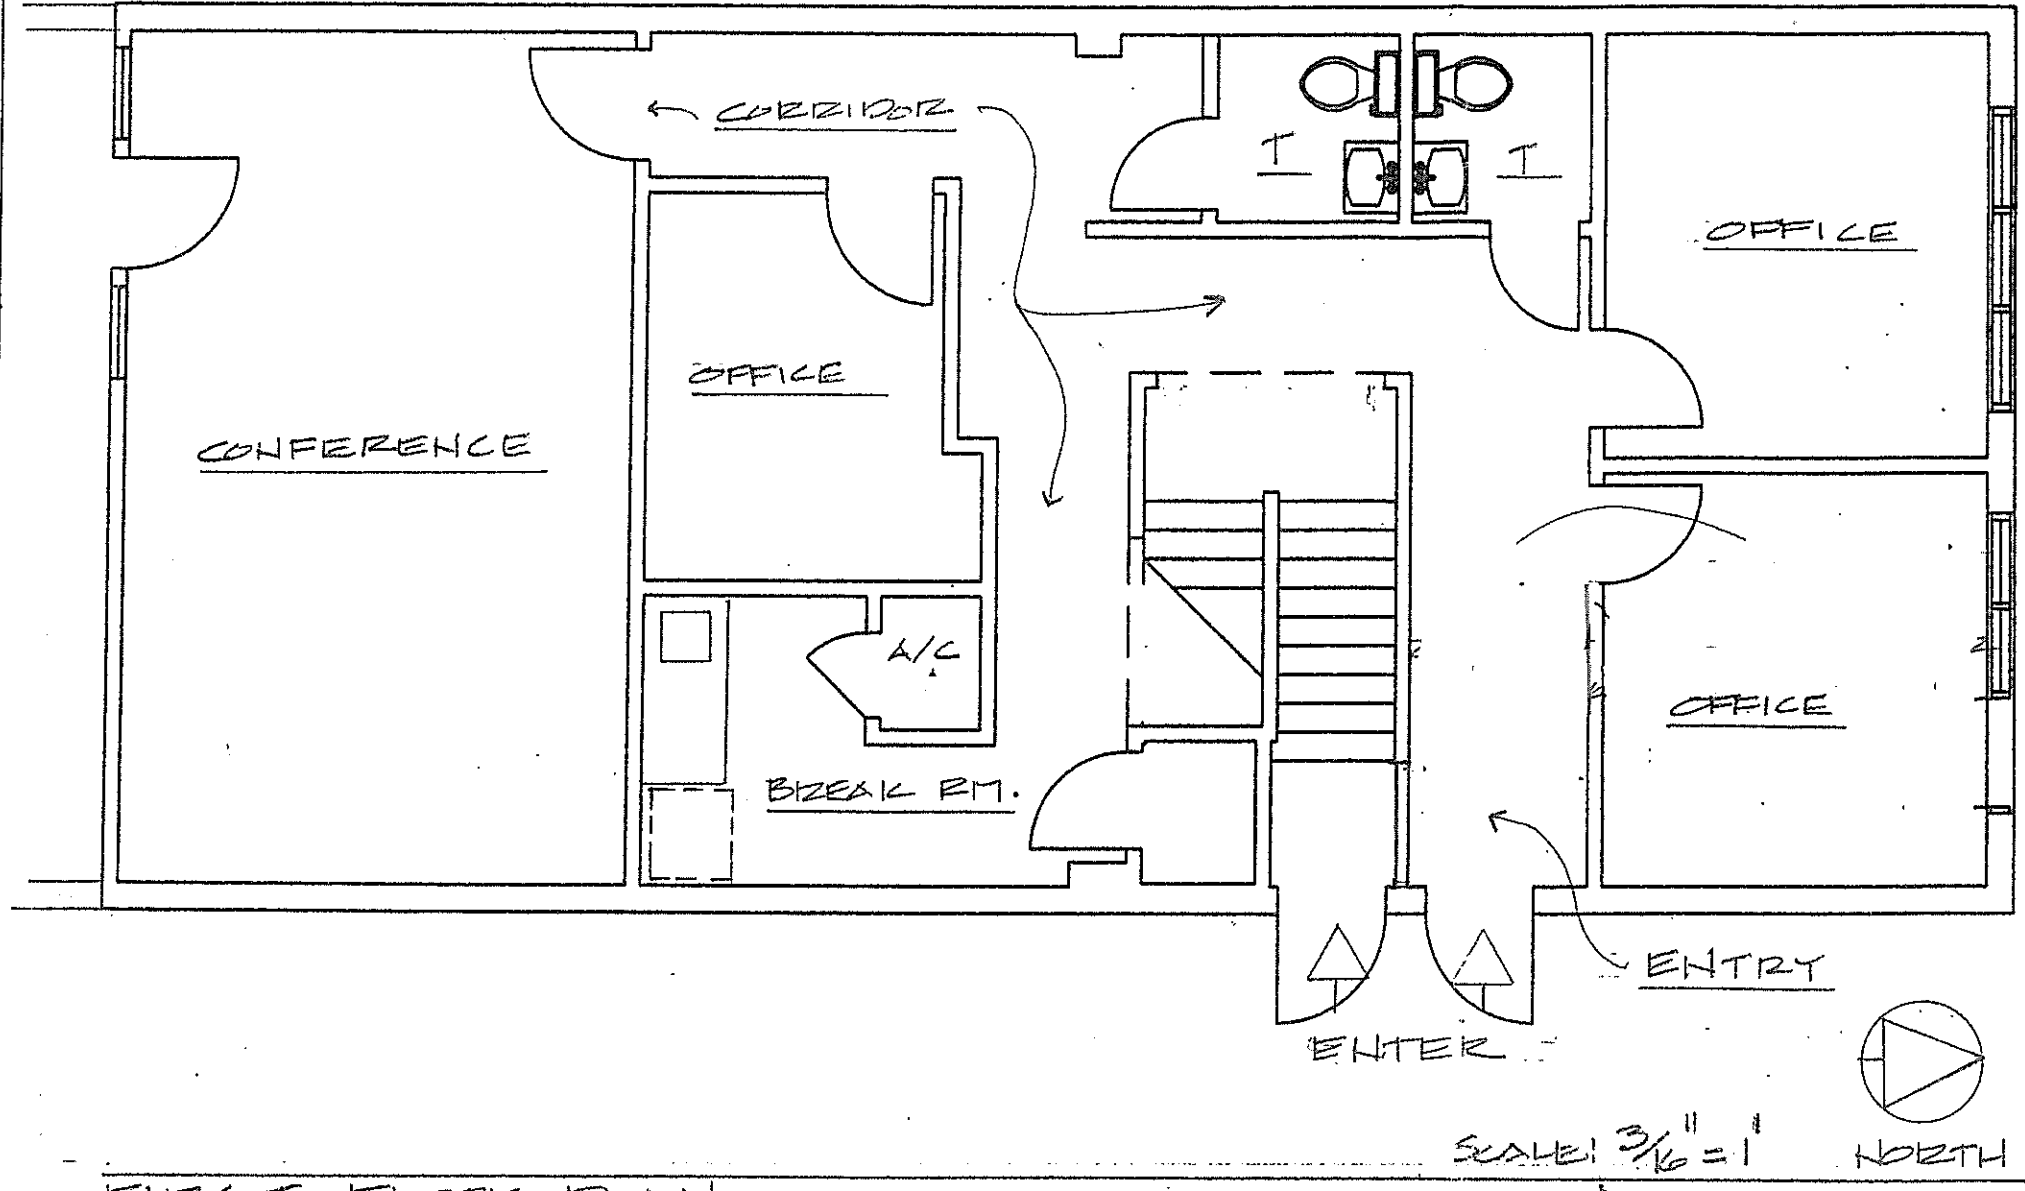 CORRIDOR
T
T
OFFICE
OFFICE
CONFERENCE
A/C
OFFICE
BREAK RM.
ENTRY
ENTER
SCALE: 3/16" = 1'
NORTH